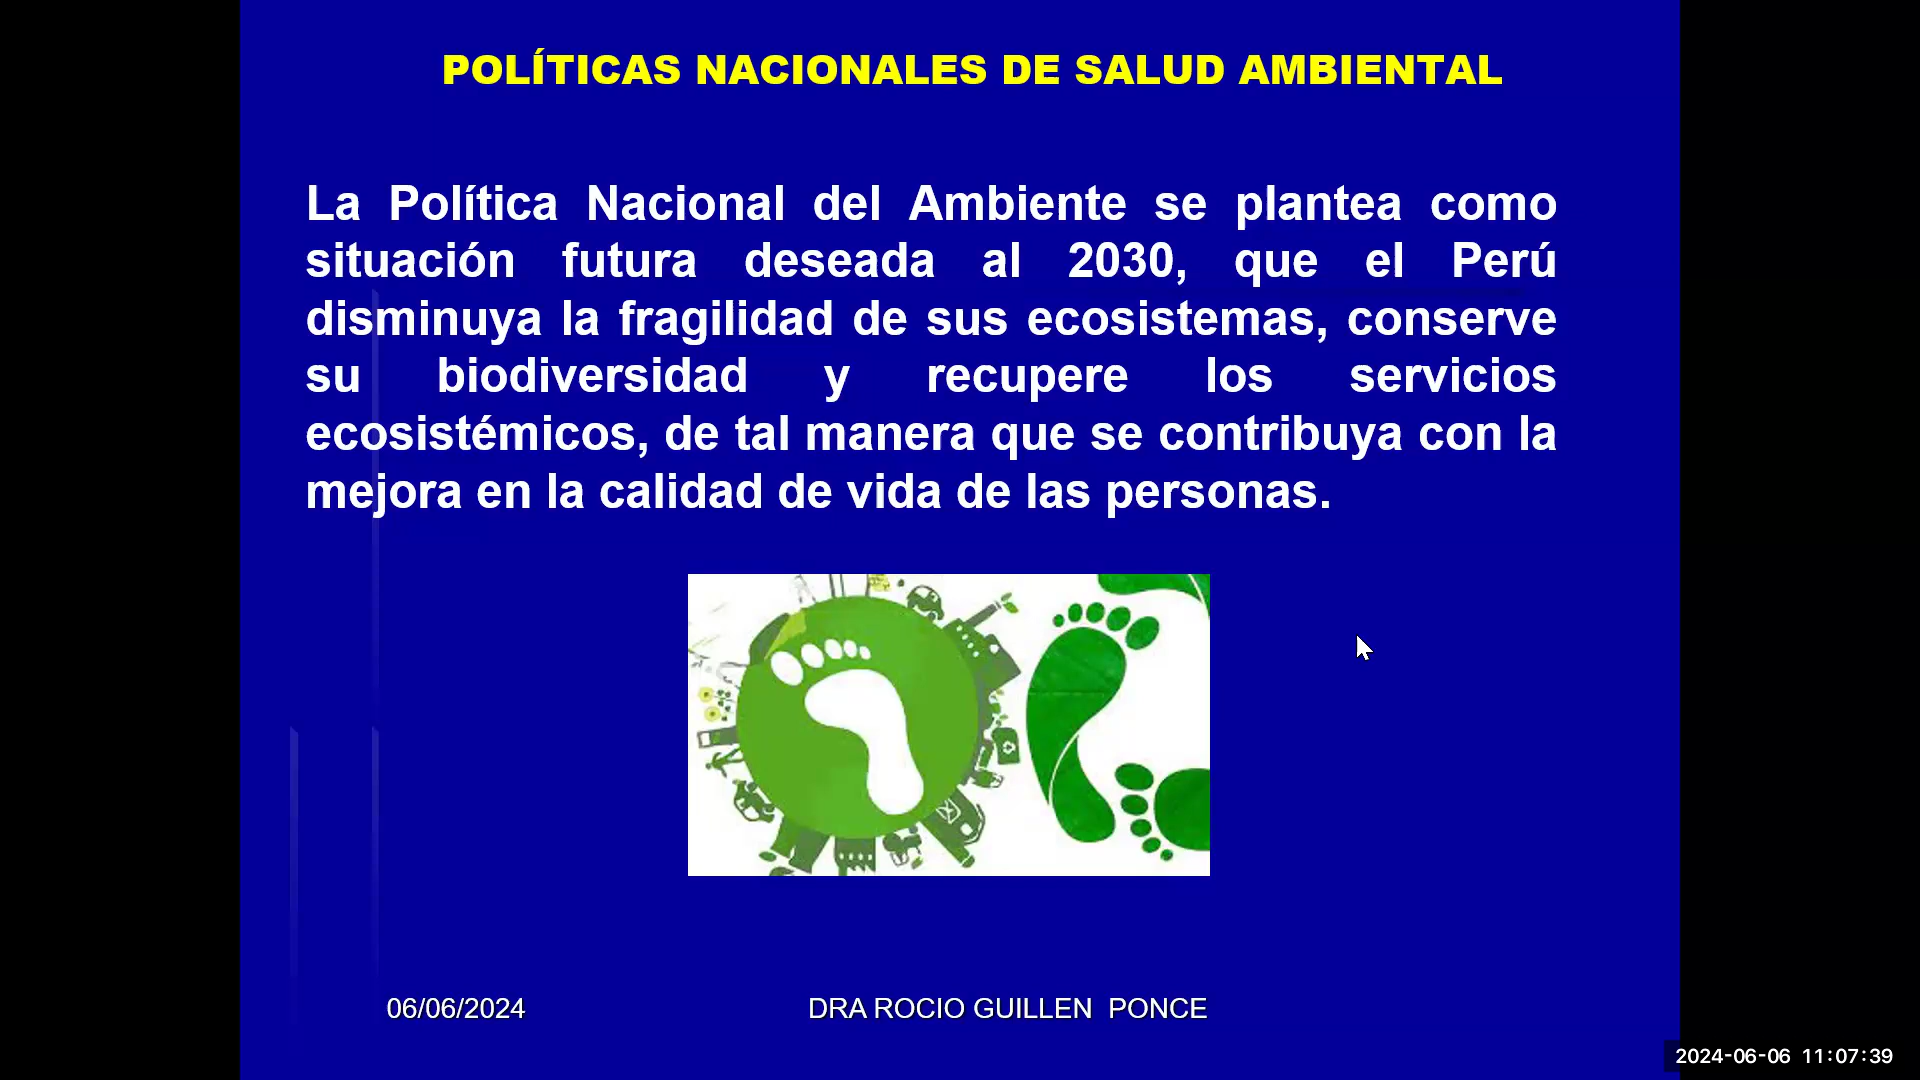 POLÍTICAS NACIONALES DE SALUD AMBIENTAL
La Política Nacional del Ambiente se plantea como
situación futura deseada al 2030, que el Perú
disminuya la fragilidad de sus ecosistemas, conserve
su biodiversidad y recupere los servicios
ecosistémicos, de tal manera que se contribuya con la
mejora en la calidad de vida de las personas.
06/06/2024
DRA ROCIO GUILLEN PONCE
2024-06-06 11:07:39